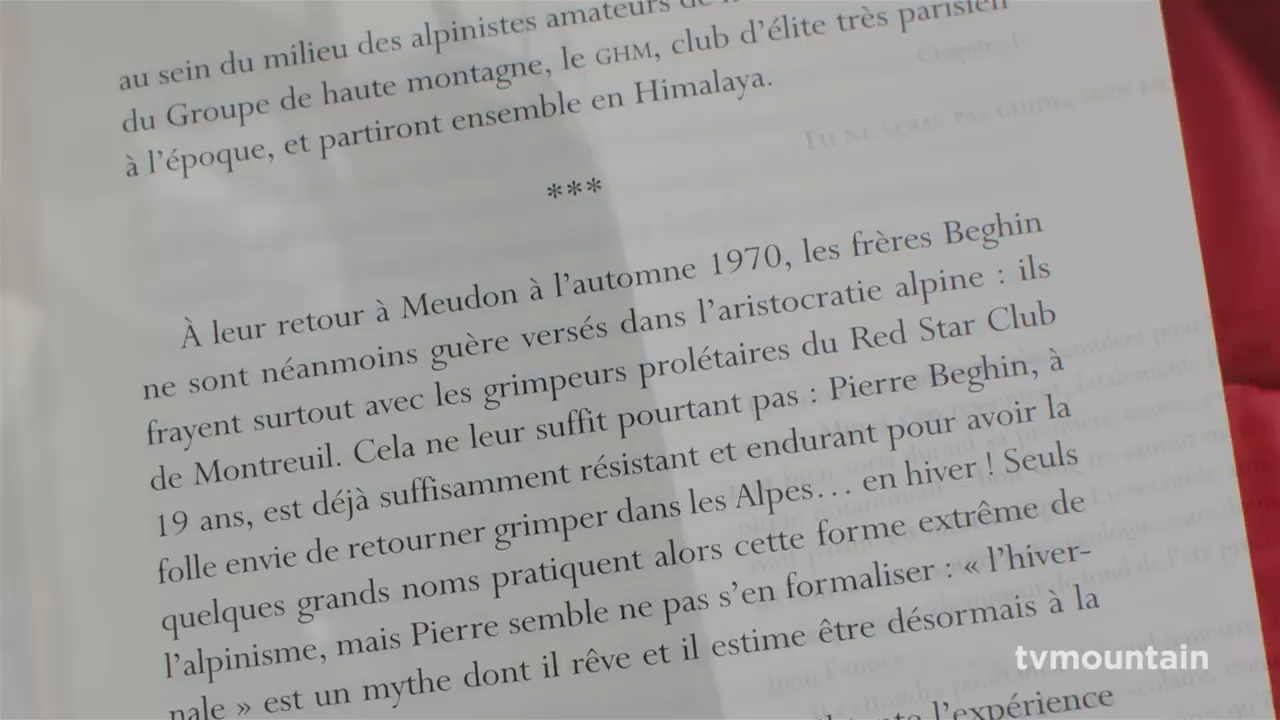 au sein du milieu des alpinistes amateurs
du Groupe de haute montagne, le GHM, club d'élite très parisien
à l'époque, et partiront ensemble en Himalaya.
***
À leur retour à Meudon à l'automne 1970, les frères Beghin
ne sont néanmoins guère versés dans l'aristocratie alpine : ils
frayent surtout avec les grimpeurs prolétaires du Red Star Club
de Montreuil. Cela ne leur suffit pourtant pas : Pierre Beghin, à
19 ans, est déjà suffisamment résistant et endurant pour avoir la
folle envie de retourner grimper dans les Alpes… en hiver ! Seuls
quelques grands noms pratiquent alors cette forme extrême de
l'alpinisme, mais Pierre semble ne pas s'en formaliser : « l'hiver-
nale » est un mythe dont il rêve et il estime être désormais à la
l'expérience
tvmountain